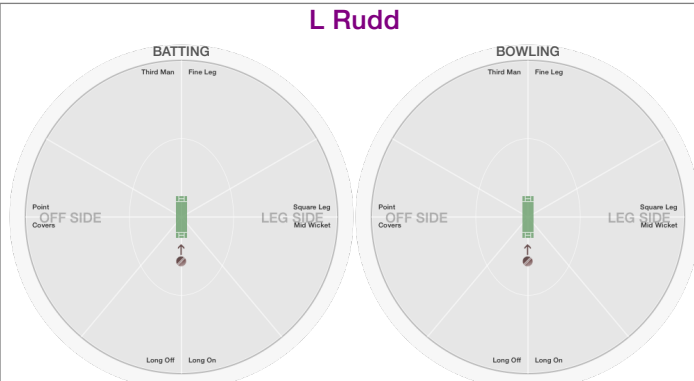 L Rudd
BATTING
Third Man Fine Leg
Point
OFF SIDE
Covers
Square Leg
LEG SIDE
Mid Wicket
Long Off Long On
BOWLING
Third Man Fine Leg
Point
OFF SIDE
Covers
Square Leg
LEG SIDE
Mid Wicket
Long Off Long On